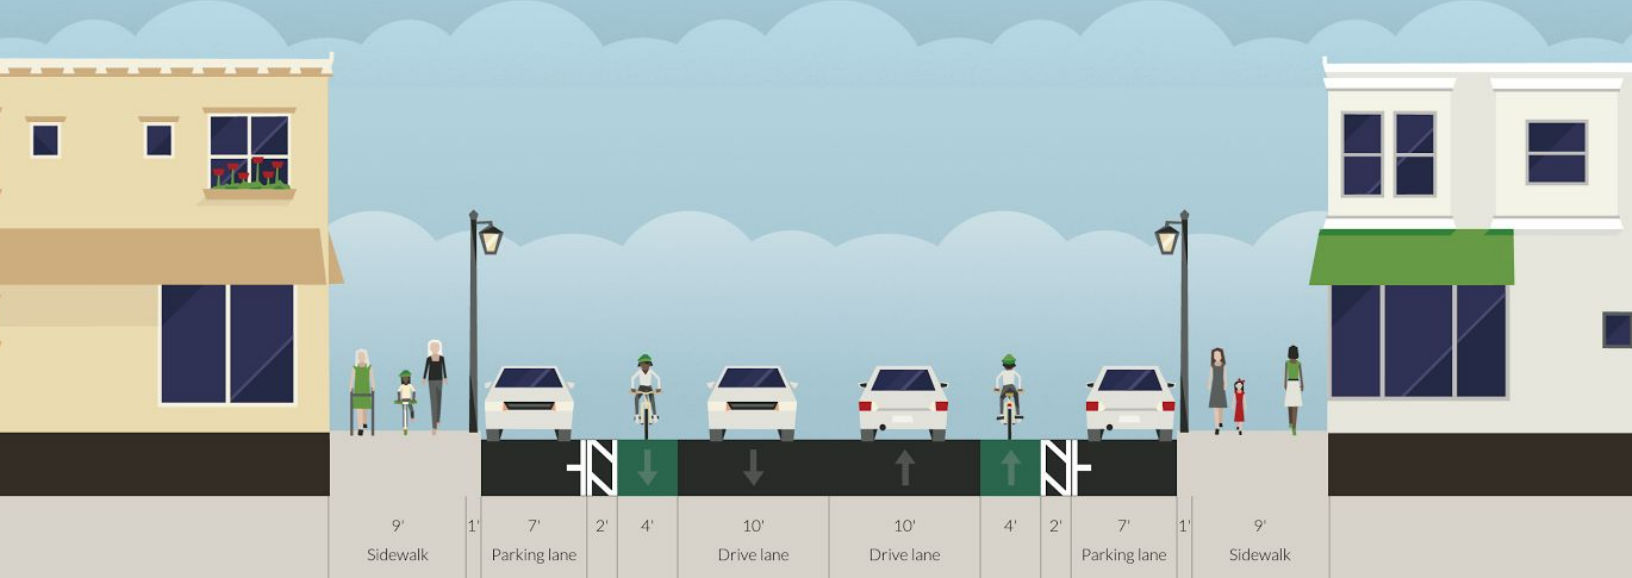 9' 1' 7' 2' 4' 10' 10' 4' 2' 7' 1' 9'
Sidewalk Parking lane Drive lane Drive lane Parking lane Sidewalk